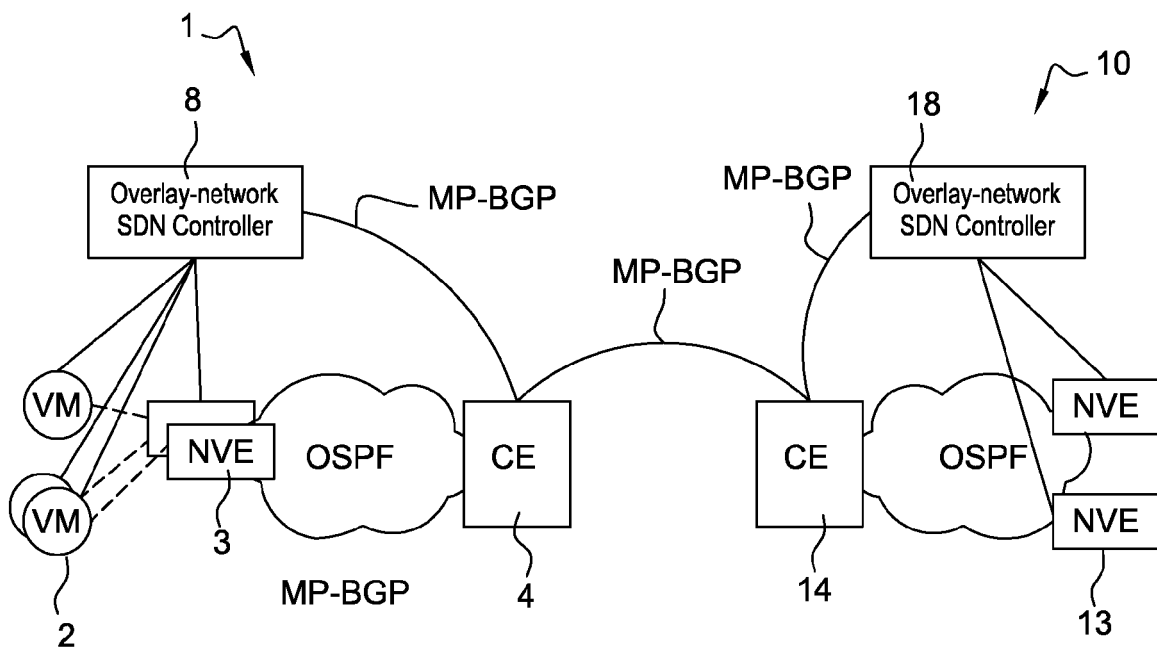 1
10
8
18
Overlay-network
SDN Controller
MP-BGP
MP-BGP
Overlay-network
SDN Controller
MP-BGP
VM
NVE
OSPF
CE
CE
OSPF
NVE
VM
NVE
3
2
MP-BGP
4
14
13